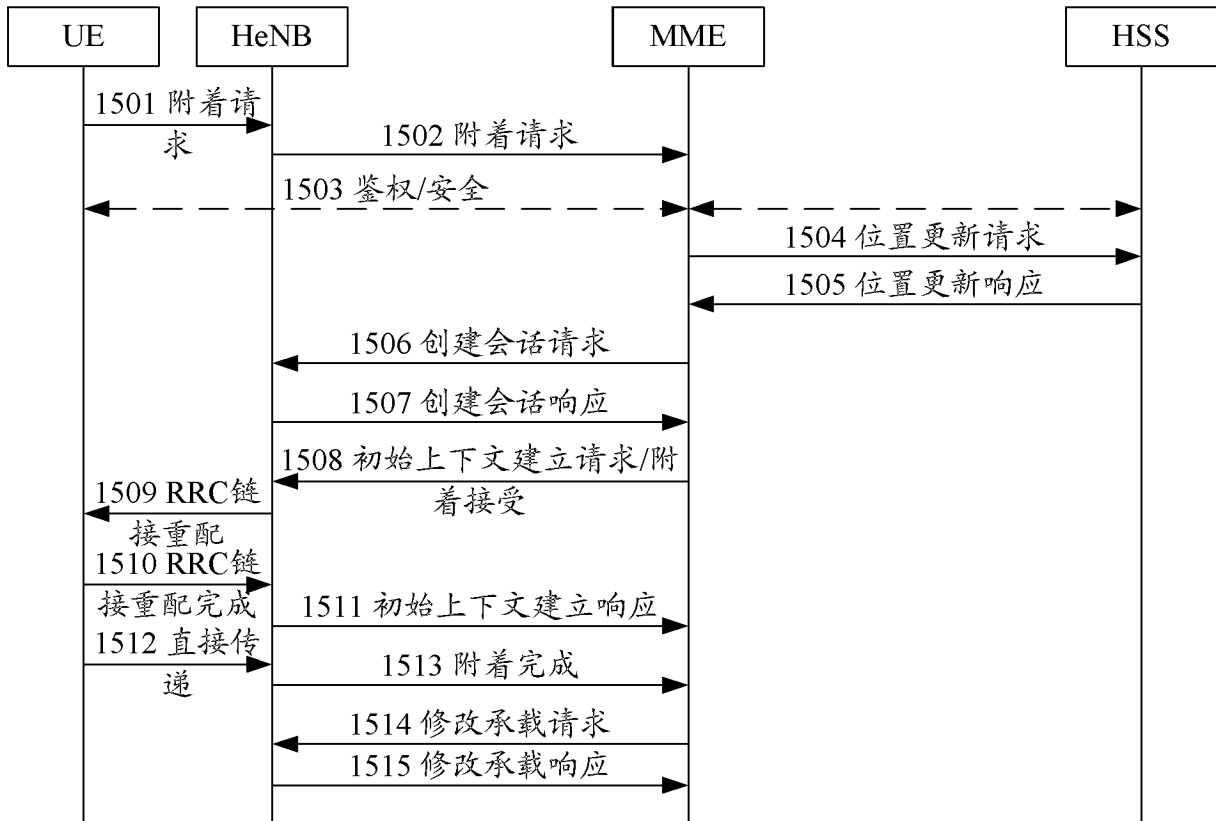 UE
HeNB
MME
HSS
1501 附着请
求
1502 附着请求
1503 鉴权/安全
1504 位置更新请求
1505 位置更新响应
1506 创建会话请求
1507 创建会话响应
1508 初始上下文建立请求/附
着接受
1509 RRC链
接重配
1510 RRC链
接重配完成
1511 初始上下文建立响应
1512 直接传
递
1513 附着完成
1514 修改承载请求
1515 修改承载响应